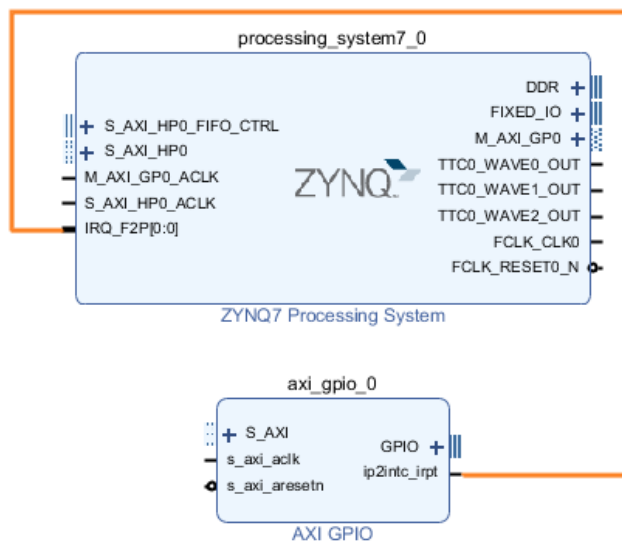 processing_system7_0
DDR
FIXED_IO
S_AXI_HP0_FIFO_CTRL
M_AXI_GP0
S_AXI_HP0
TTC0_WAVE0_OUT
M_AXI_GP0_ACLK
ZYNQ
TTC0_WAVE1_OUT
S_AXI_HP0_ACLK
TTC0_WAVE2_OUT
IRQ_F2P[0:0]
FCLK_CLK0
FCLK_RESET0_N
ZYNQ7 Processing System
axi_gpio_0
S_AXI
GPIO
s_axi_aclk
ip2intc_irpt
s_axi_aresetn
AXI GPIO